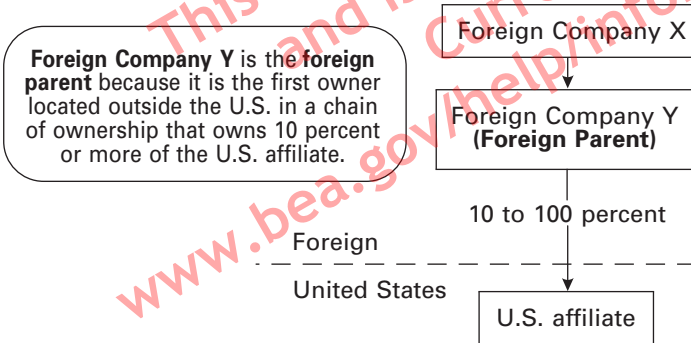 Foreign Company X
Foreign Company Y is the foreign
parent because it is the first owner
located outside the U.S. in a chain
of ownership that owns 10 percent
or more of the U.S. affiliate.
Foreign Company Y
(Foreign Parent)
10 to 100 percent
Foreign
United States
U.S. affiliate
This
and
www.bea.gov/help/